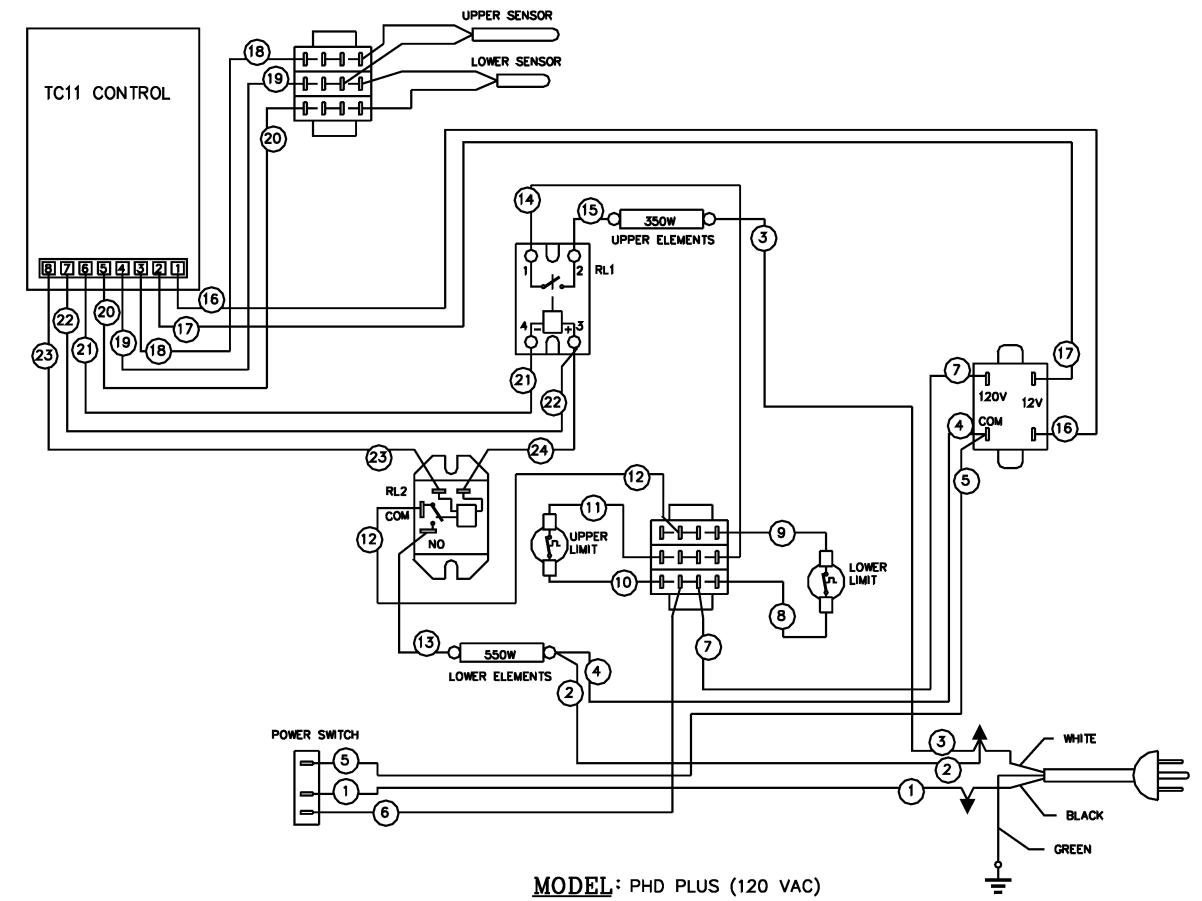 UPPER SENSOR
18
LOWER SENSOR
19
TC11 CONTROL
20
14
15
350W
3
UPPER ELEMENTS
1
2
RL1
8 7 6 5 4 3 2 1
16
20
22
17
4
-
+
3
19
18
21
23
17
7
21
120V
12V
22
COM
4
16
23
24
12
5
RL2
COM
11
12
NO
UPPER
LIMIT
9
LOWER
LIMIT
10
8
13
7
550W
LOWER ELEMENTS
4
2
POWER SWITCH
3
WHITE
5
2
1
1
6
BLACK
GREEN
MODEL: PHD PLUS (120 VAC)